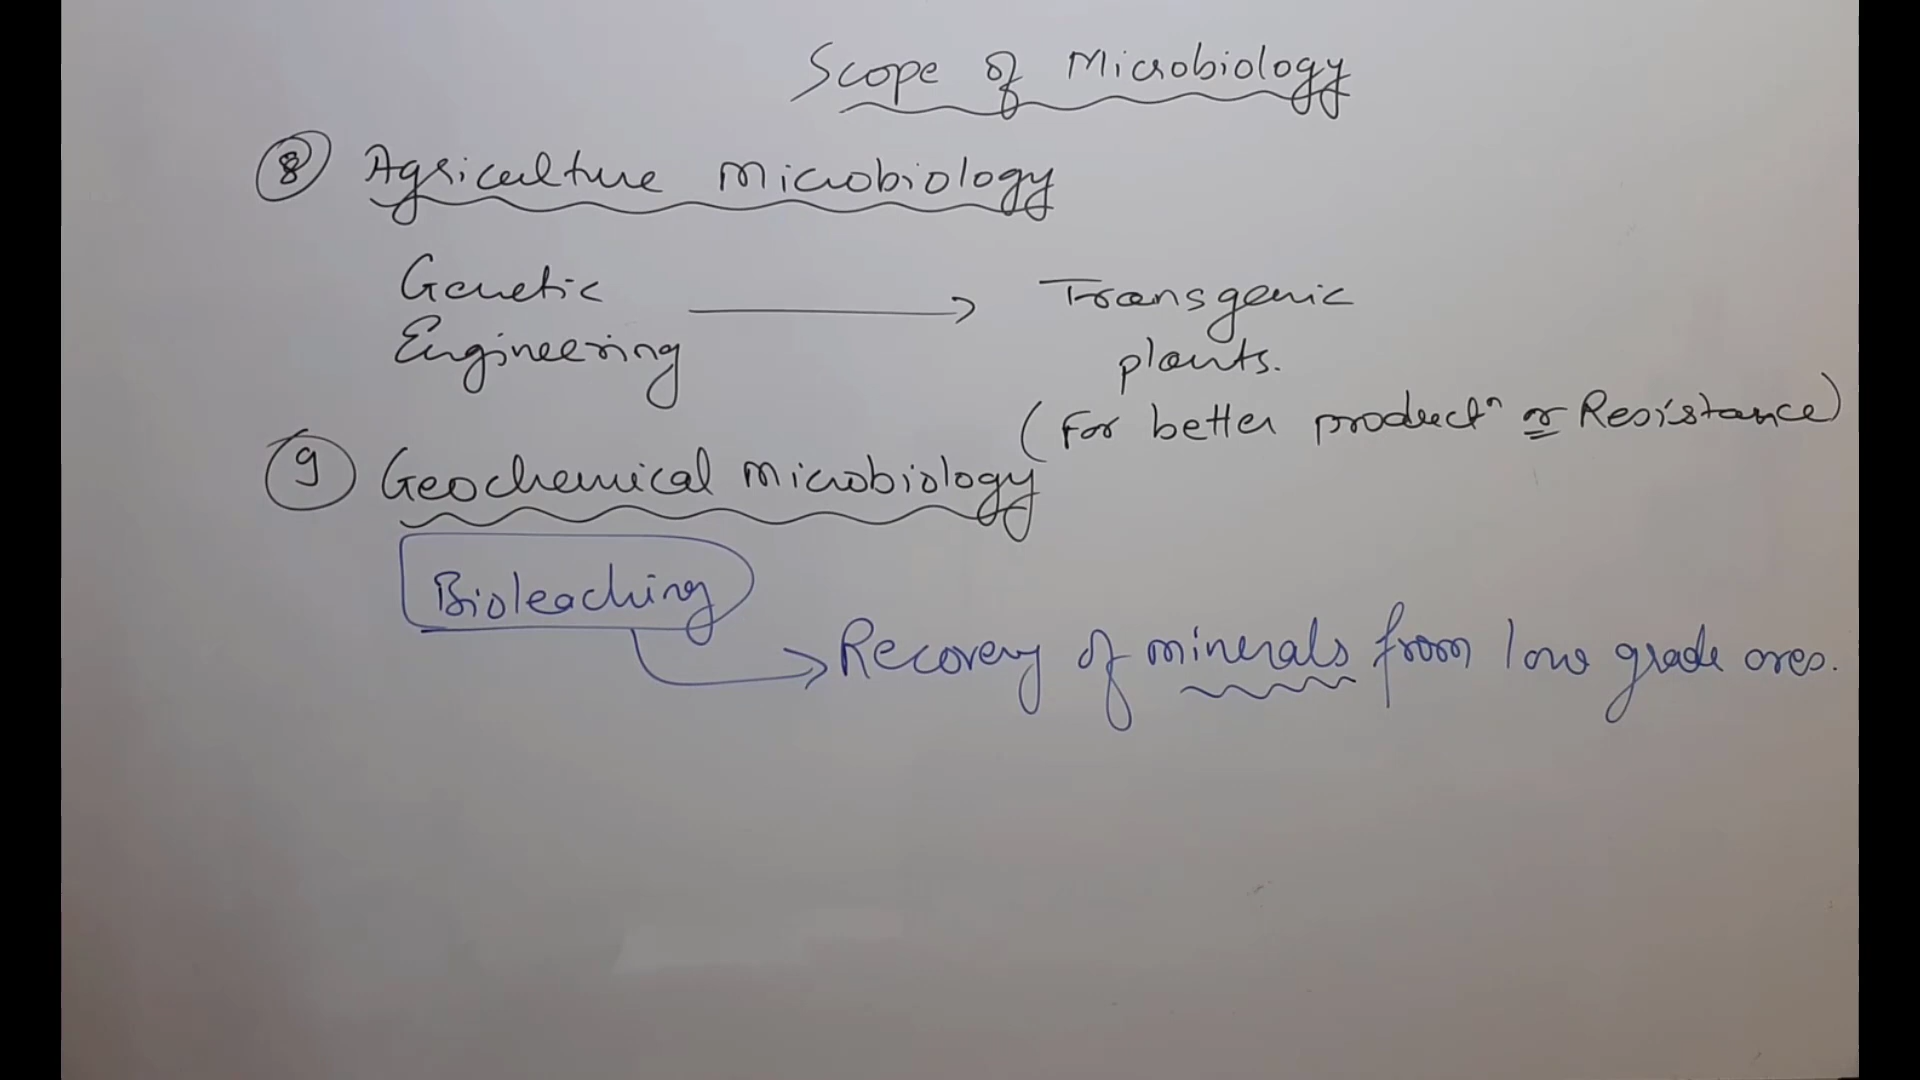 Scope of Microbiology
8 Agriculture Microbiology
Genetic Engineering → Transgenic plants.
(For better productⁿ or Resistance)
9 Geochemical Microbiology
Bioleaching
→ Recovery of minerals from low grade ores.